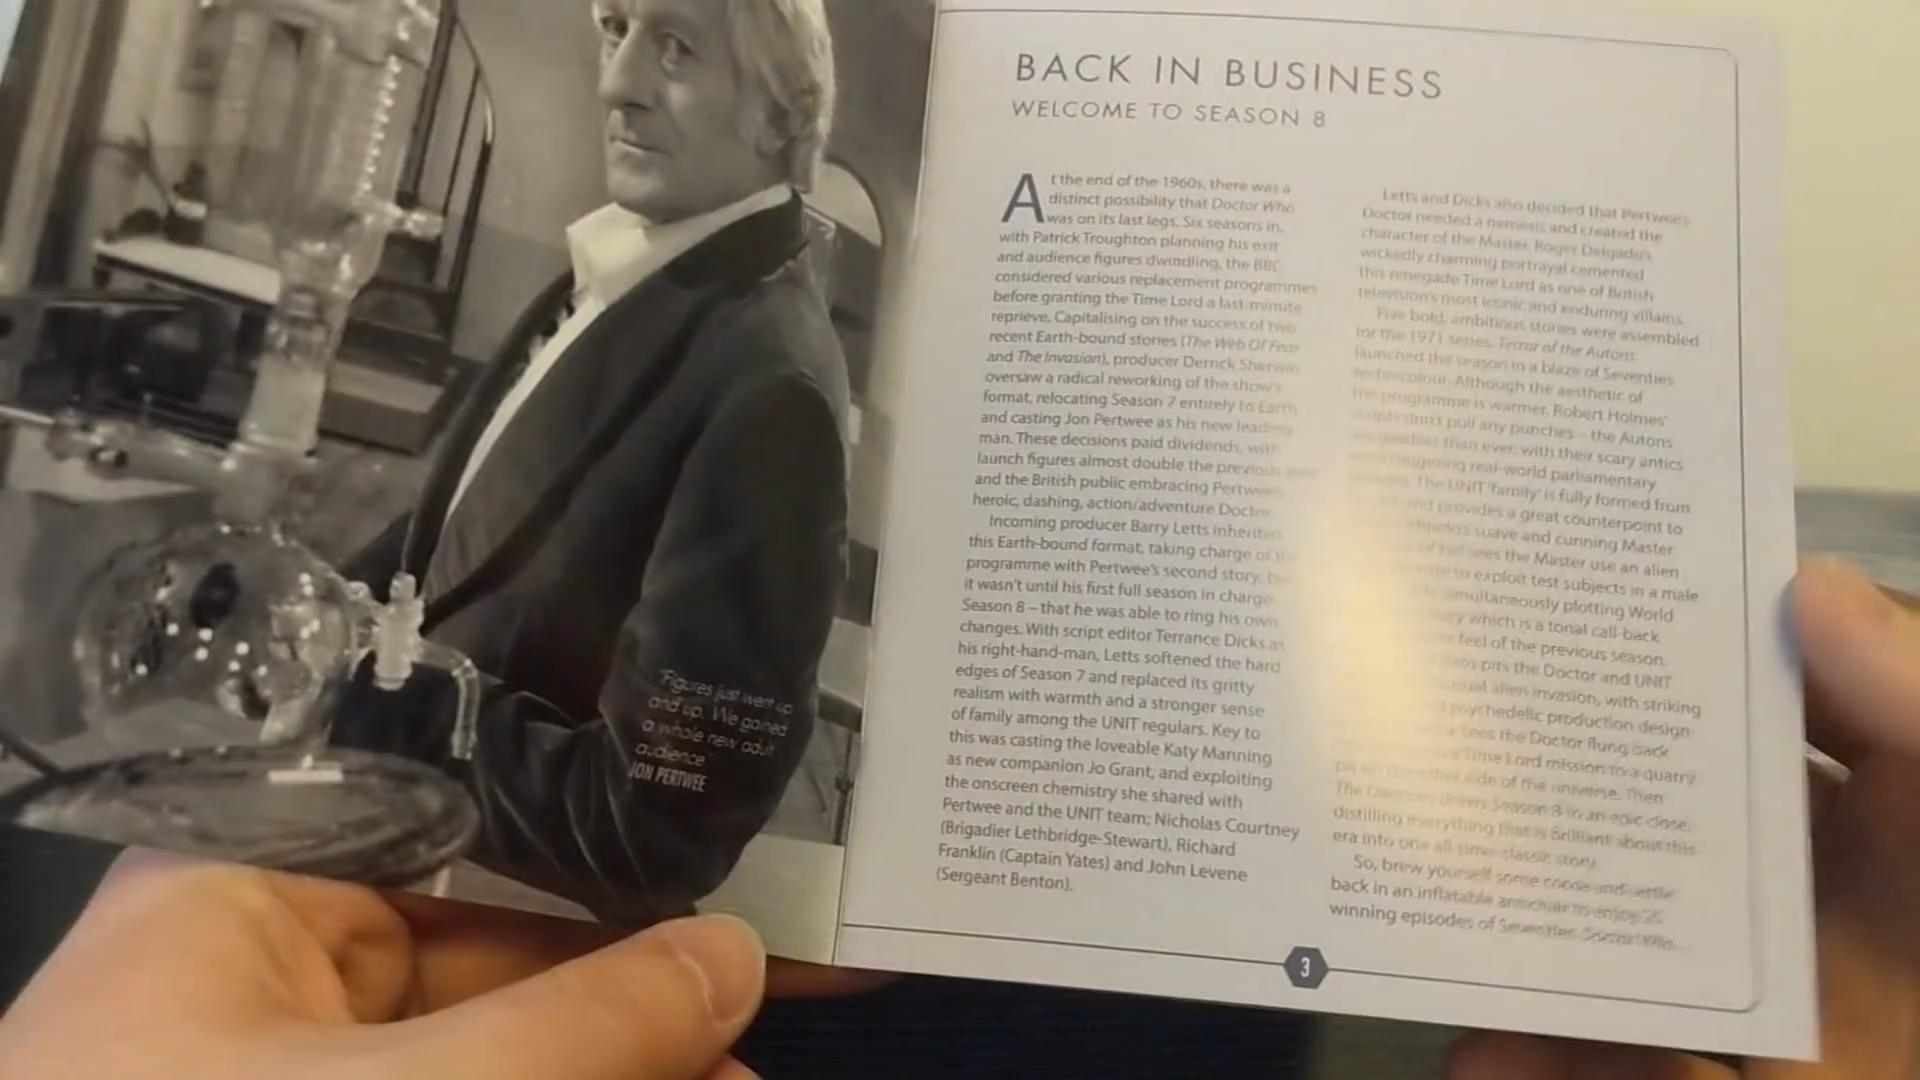 "Figures just went up
and up. We gained
a whole new adult
audience"
JON PERTWEE
BACK IN BUSINESS
WELCOME TO SEASON 8
At the end of the 1960s, there was a
distinct possibility that Doctor Who
was on its last legs. Six seasons in,
with Patrick Troughton planning his exit
and audience figures dwindling, the BBC
considered various replacement programmes
before granting the Time Lord a last-minute
reprieve. Capitalising on the success of two
recent Earth-bound stories (The Web Of Fear
and The Invasion), producer Derrick Sherwin
oversaw a radical reworking of the show's
format, relocating Season 7 entirely to Earth
and casting Jon Pertwee as his new leading
man. These decisions paid dividends, with
launch figures almost double the previous
and the British public embracing Pertwee's
heroic, dashing, action/adventure Doctor.
Incoming producer Barry Letts inherited
this Earth-bound format, taking charge of the
programme with Pertwee's second story, but
it wasn't until his first full season in charge
Season 8 – that he was able to ring his own
changes. With script editor Terrance Dicks as
his right-hand-man, Letts softened the hard
edges of Season 7 and replaced its gritty
realism with warmth and a stronger sense
of family among the UNIT regulars. Key to
this was casting the loveable Katy Manning
as new companion Jo Grant, and exploiting
the onscreen chemistry she shared with
Pertwee and the UNIT team; Nicholas Courtney
(Brigadier Lethbridge-Stewart), Richard
Franklin (Captain Yates) and John Levene
(Sergeant Benton).
Letts and Dicks also decided that Pertwee's
Doctor needed a nemesis and created the
character of the Master. Roger Delgado's
wickedly charming portrayal cemented
this renegade Time Lord as one of British
television's most iconic and enduring villains.
Five bold, ambitious stories were assembled
for the 1971 series. Terror of the Autons
launched the season in a blaze of Seventies
technicolour. Although the aesthetic of
the programme is warmer, Robert Holmes'
scripts don't pull any punches – the Autons
are deadlier than ever, with their scary antics
real-world parliamentary
The UNIT 'family' is fully formed from
and provides a great counterpoint to
Delgado's suave and cunning Master
sees the Master use an alien
to exploit test subjects in a male
simultaneously plotting World
which is a tonal call-back
feel of the previous season.
pits the Doctor and UNIT
alien invasion, with striking
psychedelic production design
sees the Doctor flung back
a Time Lord mission to a quarry
side of the universe. Then
The Daemons draws Season 8 to an epic close,
distilling everything that is brilliant about this
era into one all-time-classic story.
So, brew yourself some cocoa and settle
back in an inflatable armchair to enjoy 25
winning episodes of Seventies Doctor Who...
3